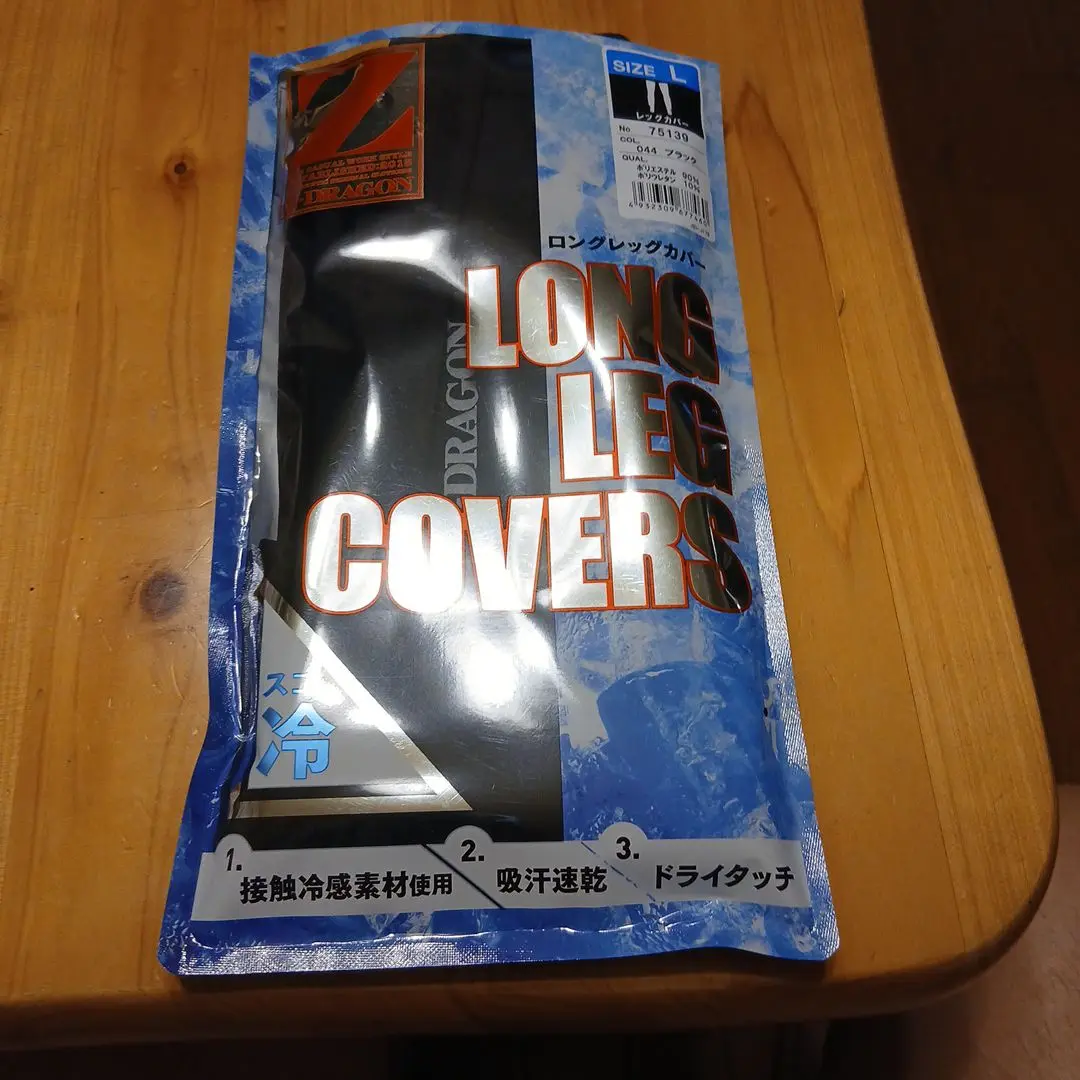 Z
CASUAL WORK STYLE
Z-DRAGON
SIZE L
レッグカバー
No 75139
COL.
044 ブラック
QUAL.
ポリエステル 90%
ポリウレタン 10%
ロングレッグカバー
LONG
LEG
COVERS
DRAGON
冷
1.
接触冷感素材使用
2.
吸汗速乾
3.
ドライタッチ